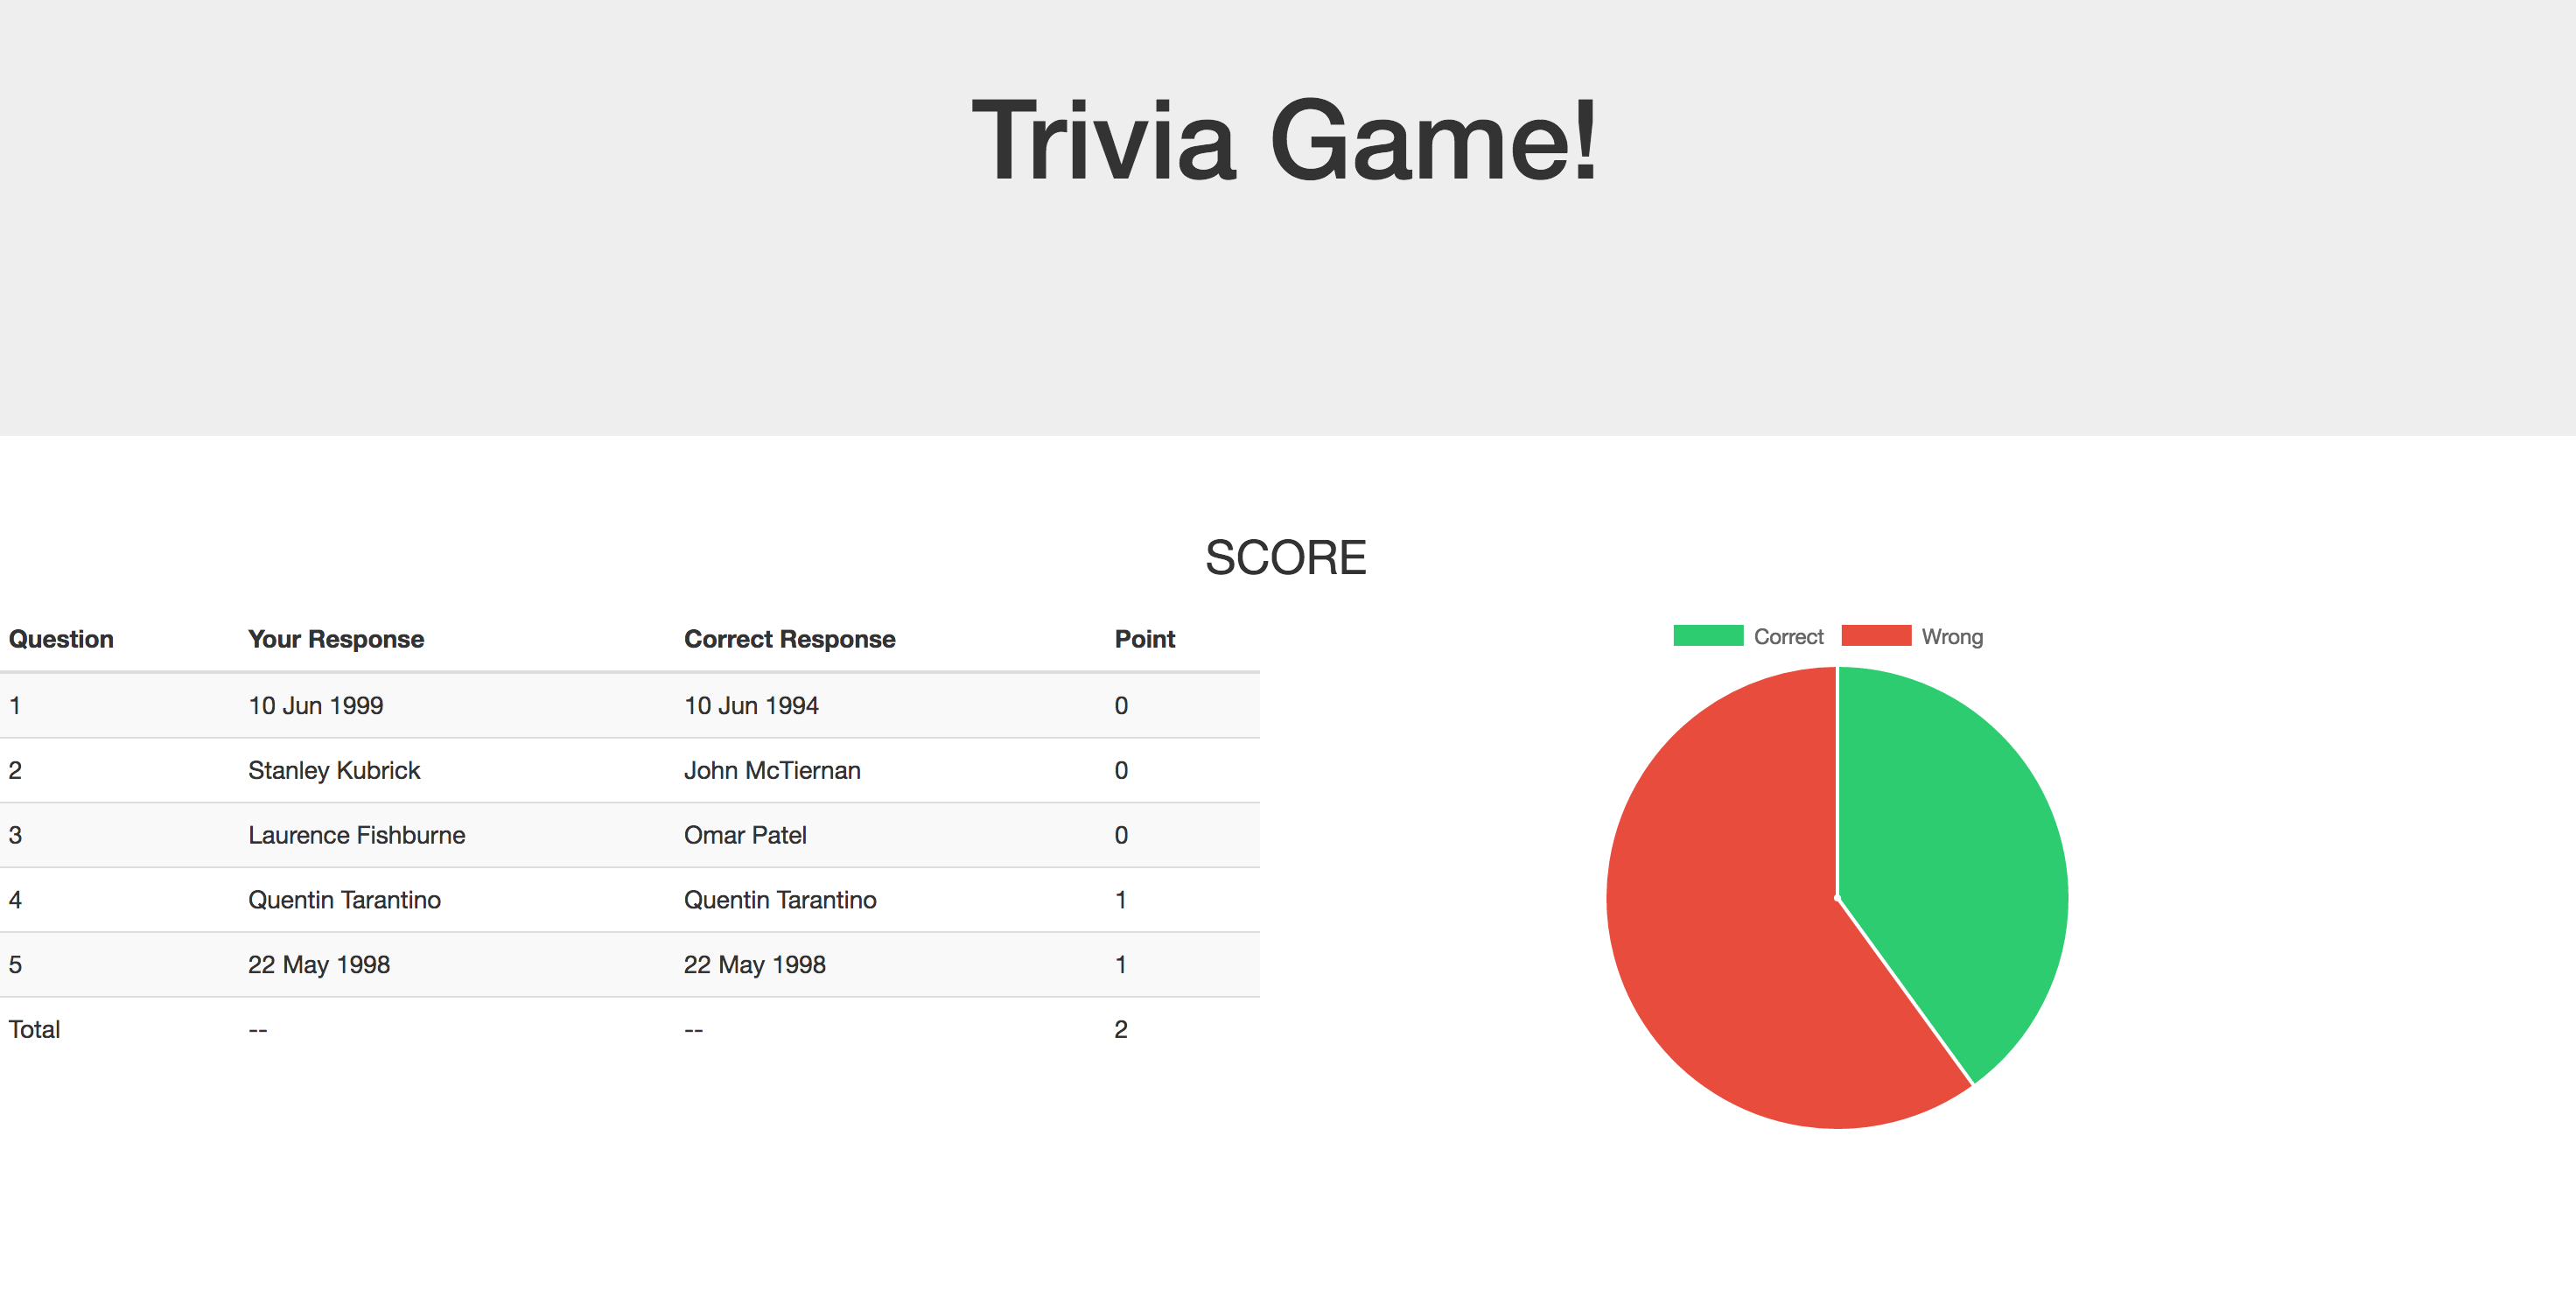 Trivia Game!
SCORE
Question Your Response Correct Response Point
1 10 Jun 1999 10 Jun 1994 0
2 Stanley Kubrick John McTiernan 0
3 Laurence Fishburne Omar Patel 0
4 Quentin Tarantino Quentin Tarantino 1
5 22 May 1998 22 May 1998 1
Total -- -- 2
Correct Wrong